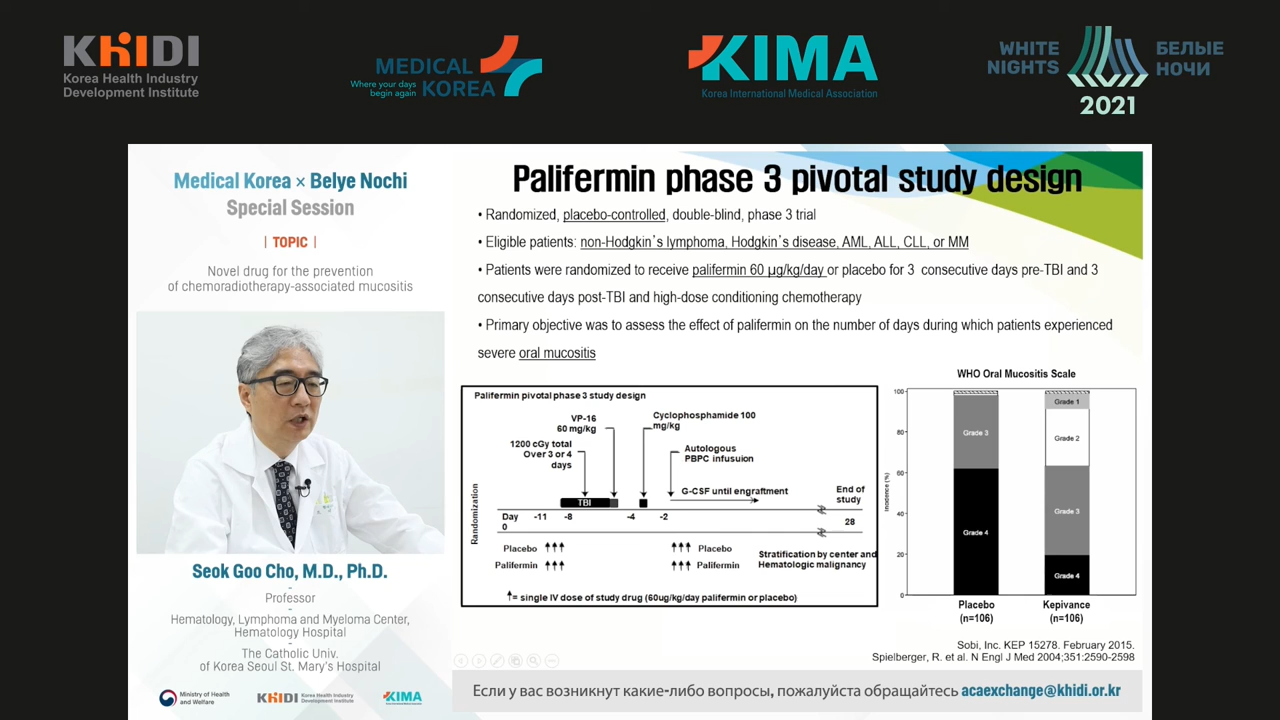 KHIDI
Korea Health Industry
Development Institute
MEDICAL
KOREA
Where your days
begin again
KIMA
Korea International Medical Association
WHITE
NIGHTS
БЕЛЫЕ
НОЧИ
2021
Medical Korea × Belye Nochi
Special Session
| TOPIC |
Novel drug for the prevention
of chemoradiotherapy-associated mucositis
Seok Goo Cho, M.D., Ph.D.
Professor
Hematology, Lymphoma and Myeloma Center,
Hematology Hospital
The Catholic Univ.
of Korea Seoul St. Mary's Hospital
Ministry of Health
and Welfare
KHIDI
Korea Health Industry
Development Institute
KIMA
Palifermin phase 3 pivotal study design
• Randomized, placebo-controlled, double-blind, phase 3 trial
• Eligible patients: non-Hodgkin`s lymphoma, Hodgkin`s disease, AML, ALL, CLL, or MM
• Patients were randomized to receive palifermin 60 µg/kg/day or placebo for 3 consecutive days pre-TBI and 3
consecutive days post-TBI and high-dose conditioning chemotherapy
• Primary objective was to assess the effect of palifermin on the number of days during which patients experienced
severe oral mucositis
Palifermin pivotal phase 3 study design
VP-16
60 mg/kg
Cyclophosphamide 100
mg/kg
1200 cGy total
Over 3 or 4
days
Autologous
PBPC infusuion
G-CSF until engraftment
End of
study
TBI
Randomization
Day
0
-11
-8
-4
-2
28
Placebo
Palifermin
Placebo
Palifermin
Stratification by center and
Hematologic malignancy
= single IV dose of study drug (60ug/kg/day palifermin or placebo)
WHO Oral Mucositis Scale
Incidence (%)
100
80
60
40
20
0
Grade 3
Grade 4
Grade 1
Grade 2
Grade 3
Grade 4
Placebo
(n=106)
Kepivance
(n=106)
Sobi, Inc. KEP 15278. February 2015.
Spielberger, R. et al. N Engl J Med 2004;351:2590-2598
Если у вас возникнут какие-либо вопросы, пожалуйста обращайтесь acaexchange@khidi.or.kr